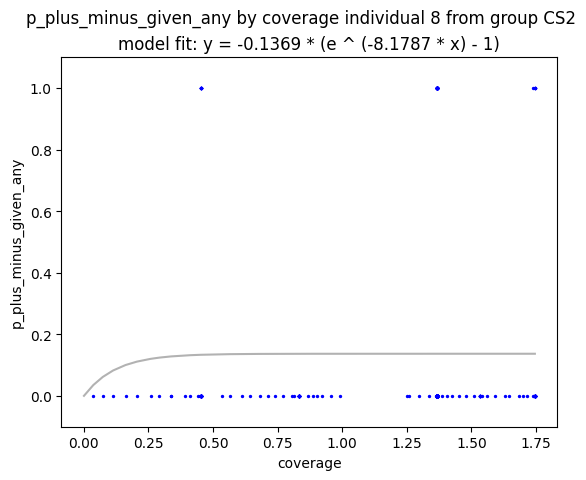 p_plus_minus_given_any by coverage individual 8 from group CS2
model fit: y = -0.1369 * (e ^ (-8.1787 * x) - 1)
1.0
0.8
0.6
0.4
0.2
0.0
p_plus_minus_given_any
0.00 0.25 0.50 0.75 1.00 1.25 1.50 1.75
coverage